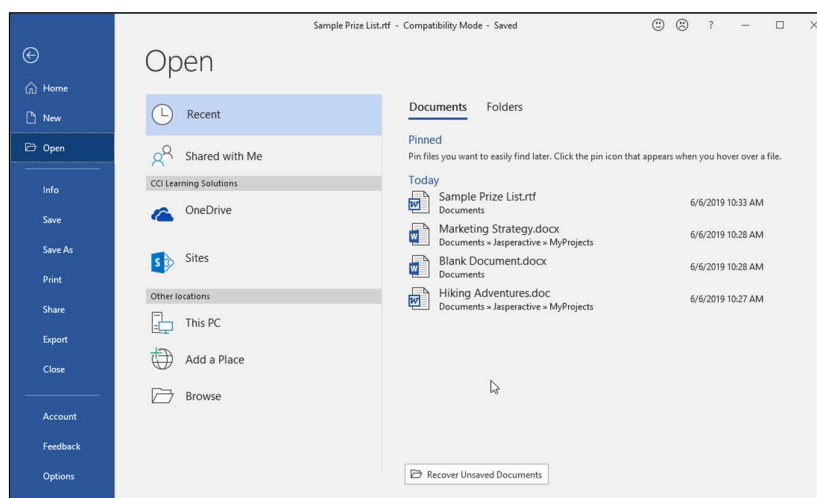 Sample Prize List.rtf - Compatibility Mode - Saved
?
Home
New
Open
Info
Save
Save As
Print
Share
Export
Close
Account
Feedback
Options
Open
Recent
Shared with Me
CCI Learning Solutions
OneDrive
Sites
Other locations
This PC
Add a Place
Browse
Documents Folders
Pinned
Pin files you want to easily find later. Click the pin icon that appears when you hover over a file.
Today
Sample Prize List.rtf 6/6/2019 10:33 AM
Documents
Marketing Strategy.docx 6/6/2019 10:28 AM
Documents » Jasperactive » MyProjects
Blank Document.docx 6/6/2019 10:28 AM
Documents
Hiking Adventures.doc 6/6/2019 10:27 AM
Documents » Jasperactive » MyProjects
Recover Unsaved Documents